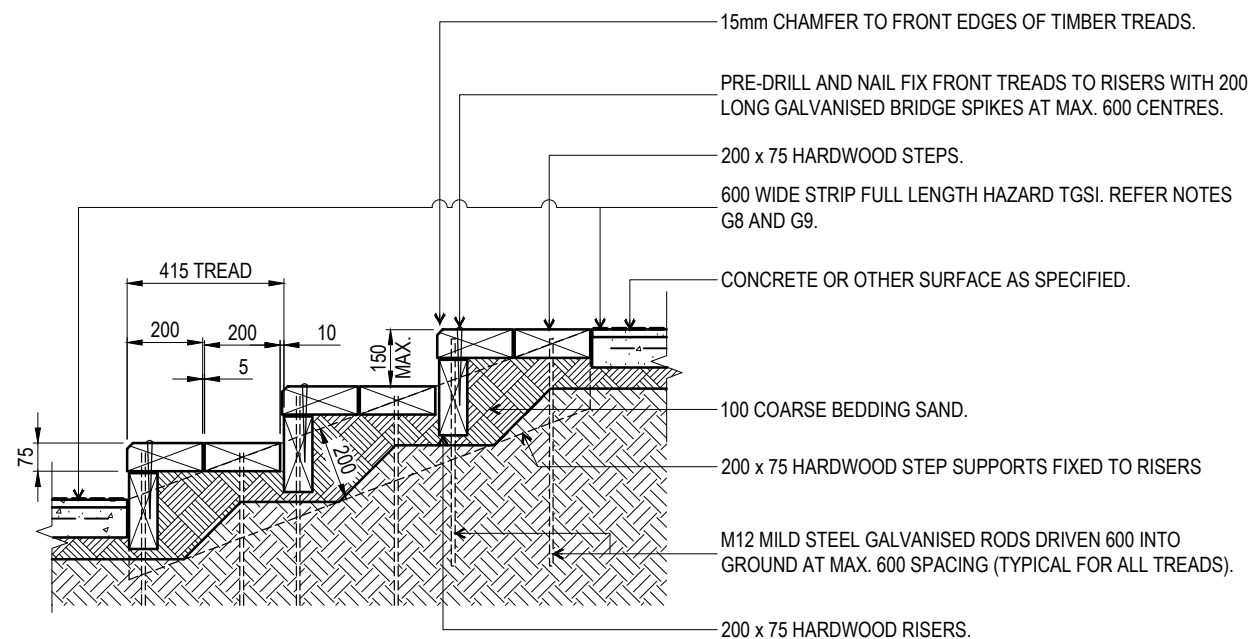 15mm CHAMFER TO FRONT EDGES OF TIMBER TREADS.
PRE-DRILL AND NAIL FIX FRONT TREADS TO RISERS WITH 200
LONG GALVANISED BRIDGE SPIKES AT MAX. 600 CENTRES.
200 x 75 HARDWOOD STEPS.
600 WIDE STRIP FULL LENGTH HAZARD TGSI. REFER NOTES
G8 AND G9.
415 TREAD
CONCRETE OR OTHER SURFACE AS SPECIFIED.
200
200
10
5
150
MAX.
75
200
100 COARSE BEDDING SAND.
200 x 75 HARDWOOD STEP SUPPORTS FIXED TO RISERS
M12 MILD STEEL GALVANISED RODS DRIVEN 600 INTO
GROUND AT MAX. 600 SPACING (TYPICAL FOR ALL TREADS).
200 x 75 HARDWOOD RISERS.